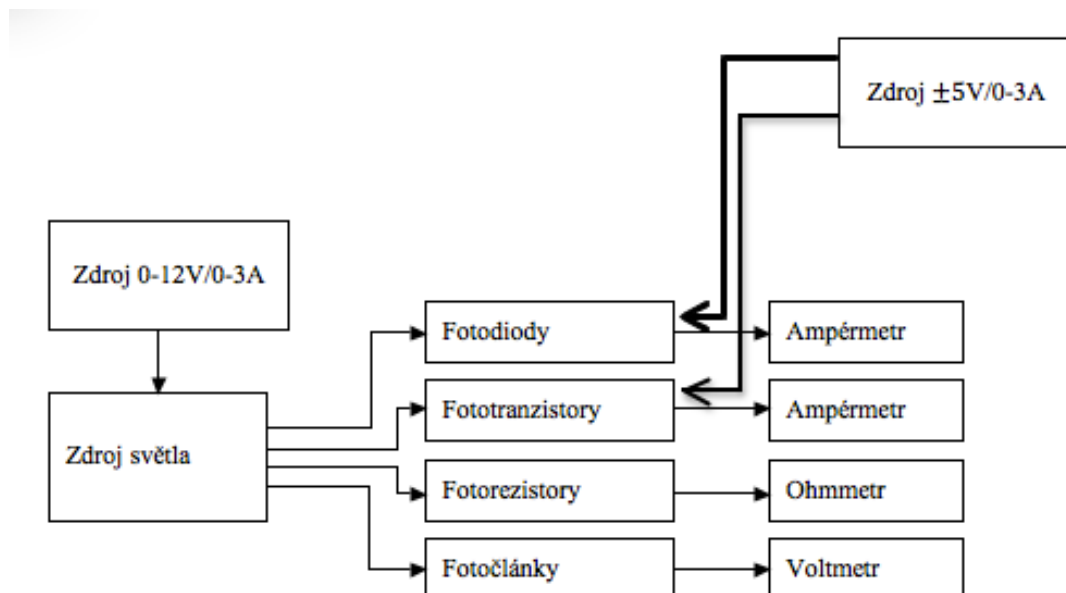 Zdroj ±5V/0-3A
Zdroj 0-12V/0-3A
Fotodiody
Ampérmetr
Fototranzistory
Ampérmetr
Zdroj světla
Fotorezistory
Ohmmetr
Fotočlánky
Voltmetr